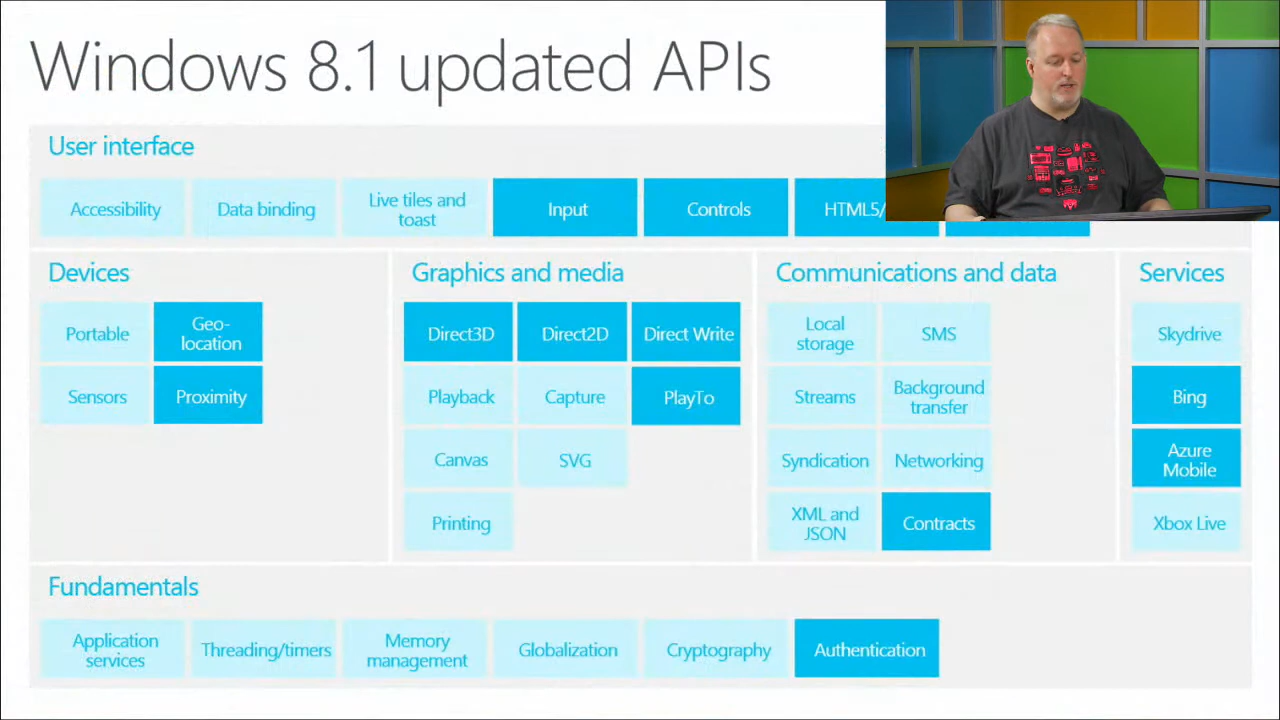 Windows 8.1 updated APIs
User interface
Accessibility
Data binding
Live tiles and
toast
Input
Controls
HTML5/
Devices
Portable
Geo-
location
Sensors
Proximity
Graphics and media
Direct3D
Direct2D
Direct Write
Playback
Capture
PlayTo
Canvas
SVG
Printing
Communications and data
Local
storage
SMS
Streams
Background
transfer
Syndication
Networking
XML and
JSON
Contracts
Services
Skydrive
Bing
Azure
Mobile
Xbox Live
Fundamentals
Application
services
Threading/timers
Memory
management
Globalization
Cryptography
Authentication